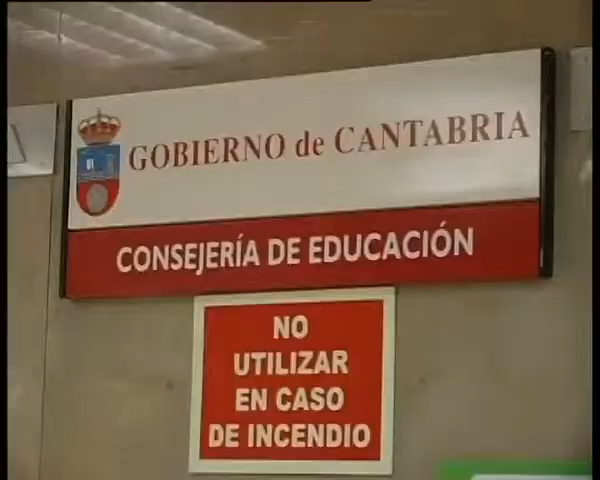 GOBIERNO de CANTABRIA
CONSEJERÍA DE EDUCACIÓN
NO
UTILIZAR
EN CASO
DE INCENDIO